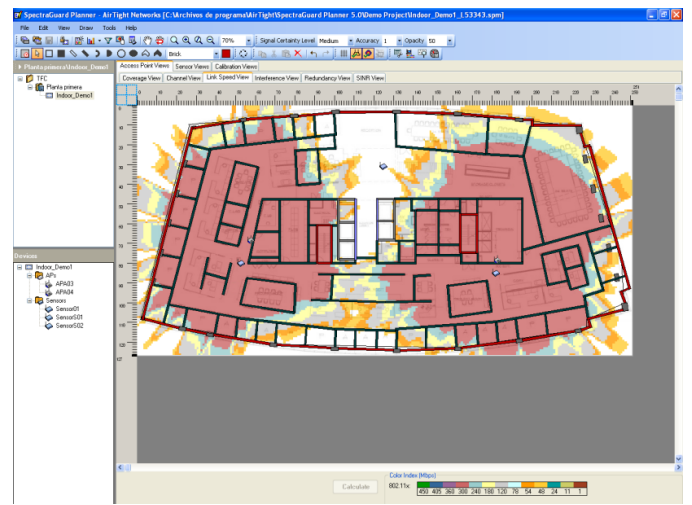 SpectraGuard Planner - AirTight Networks [C:\Archivos de programa\AirTight\SpectraGuard Planner 5.0\Demo Project\Indoor_Demo1_L53343.xpm]
File Edit View Draw Tools Help
70% Signal Certainty Level Medium Accuracy 1 Opacity 50
Brick
Planta primera\Indoor_Demo1
Access Point Views Sensor Views Calibration Views
Coverage View Channel View Link Speed View Interference View Redundancy View SINR View
TFC
Planta primera
Indoor_Demo1
Devices
Indoor_Demo1
APs
APA03
APA04
Sensors
Sensor01
SensorS01
SensorS02
Calculate
Color Index (Mbps)
802.11x
450 405 360 300 240 180 120 78 54 48 24 11 1